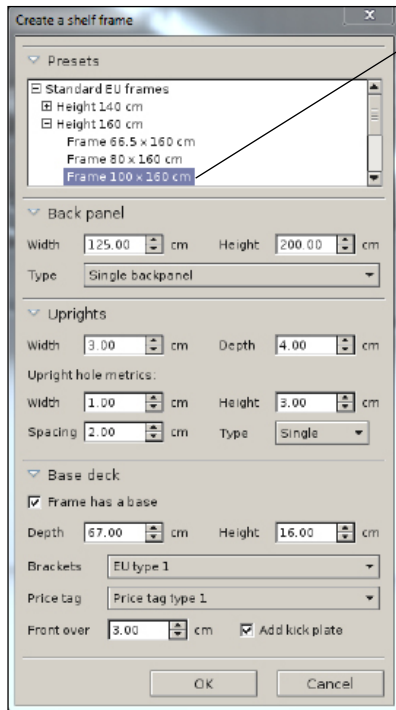 Create a shelf frame
Presets
Standard EU frames
Height 140 cm
Height 160 cm
Frame 66.5 x 160 cm
Frame 80 x 160 cm
Frame 100 x 160 cm
Back panel
Width 125.00 cm Height 200.00 cm
Type Single backpanel
Uprights
Width 3.00 cm Depth 4.00 cm
Upright hole metrics:
Width 1.00 cm Height 3.00 cm
Spacing 2.00 cm Type Single
Base deck
Frame has a base
Depth 67.00 cm Height 16.00 cm
Brackets EU type 1
Price tag Price tag type 1
Front over 3.00 cm Add kick plate
OK Cancel